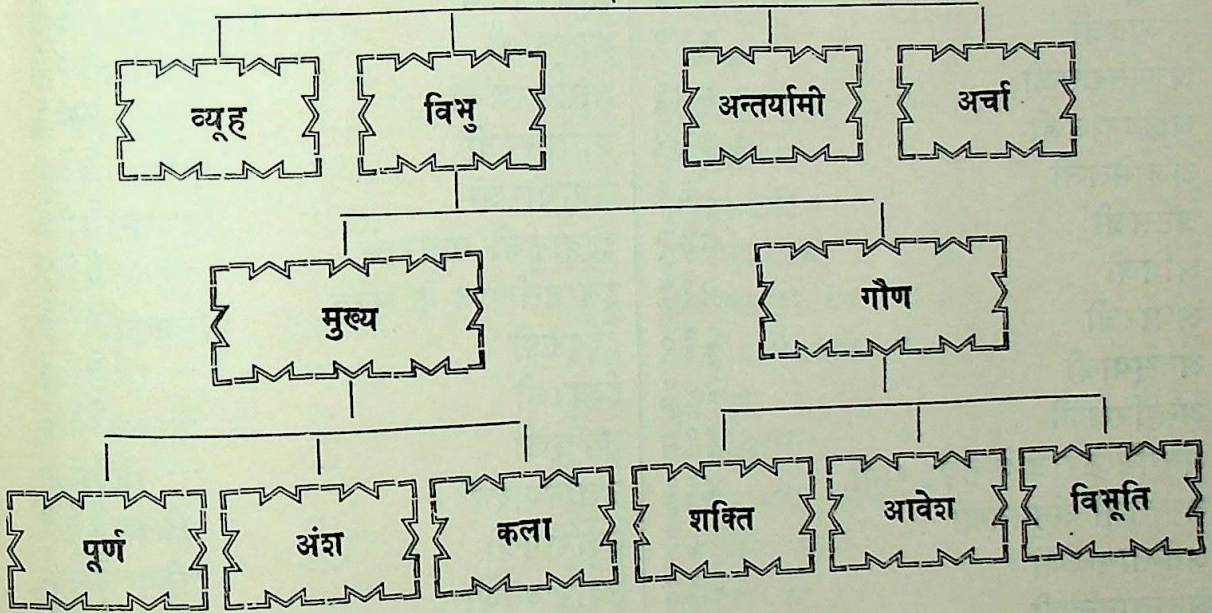 व्यूह विभु अन्तर्यामी अर्चा
मुख्य गौण
पूर्ण अंश कला शक्ति आवेश विभूति